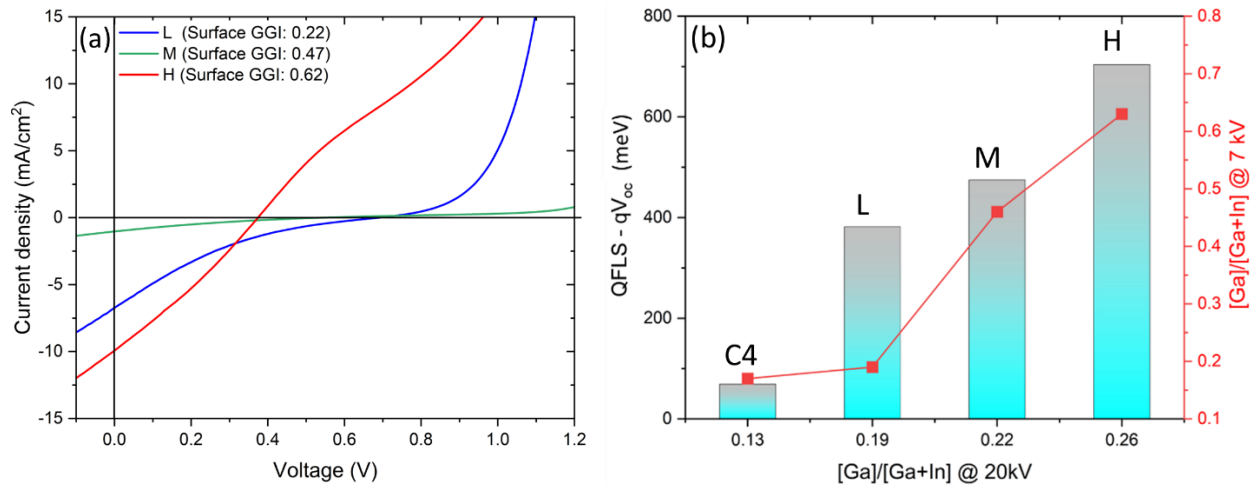 (a)
L (Surface GGI: 0.22)
M (Surface GGI: 0.47)
H (Surface GGI: 0.62)
15
10
5
0
-5
-10
-15
Current density (mA/cm²)
0.0 0.2 0.4 0.6 0.8 1.0 1.2
Voltage (V)
(b)
800
600
400
200
0
QFLS - qVoc (meV)
C4
L
M
H
0.8
0.7
0.6
0.5
0.4
0.3
0.2
0.1
[Ga]/[Ga+In] @ 7 kV
0.13 0.19 0.22 0.26
[Ga]/[Ga+In] @ 20kV